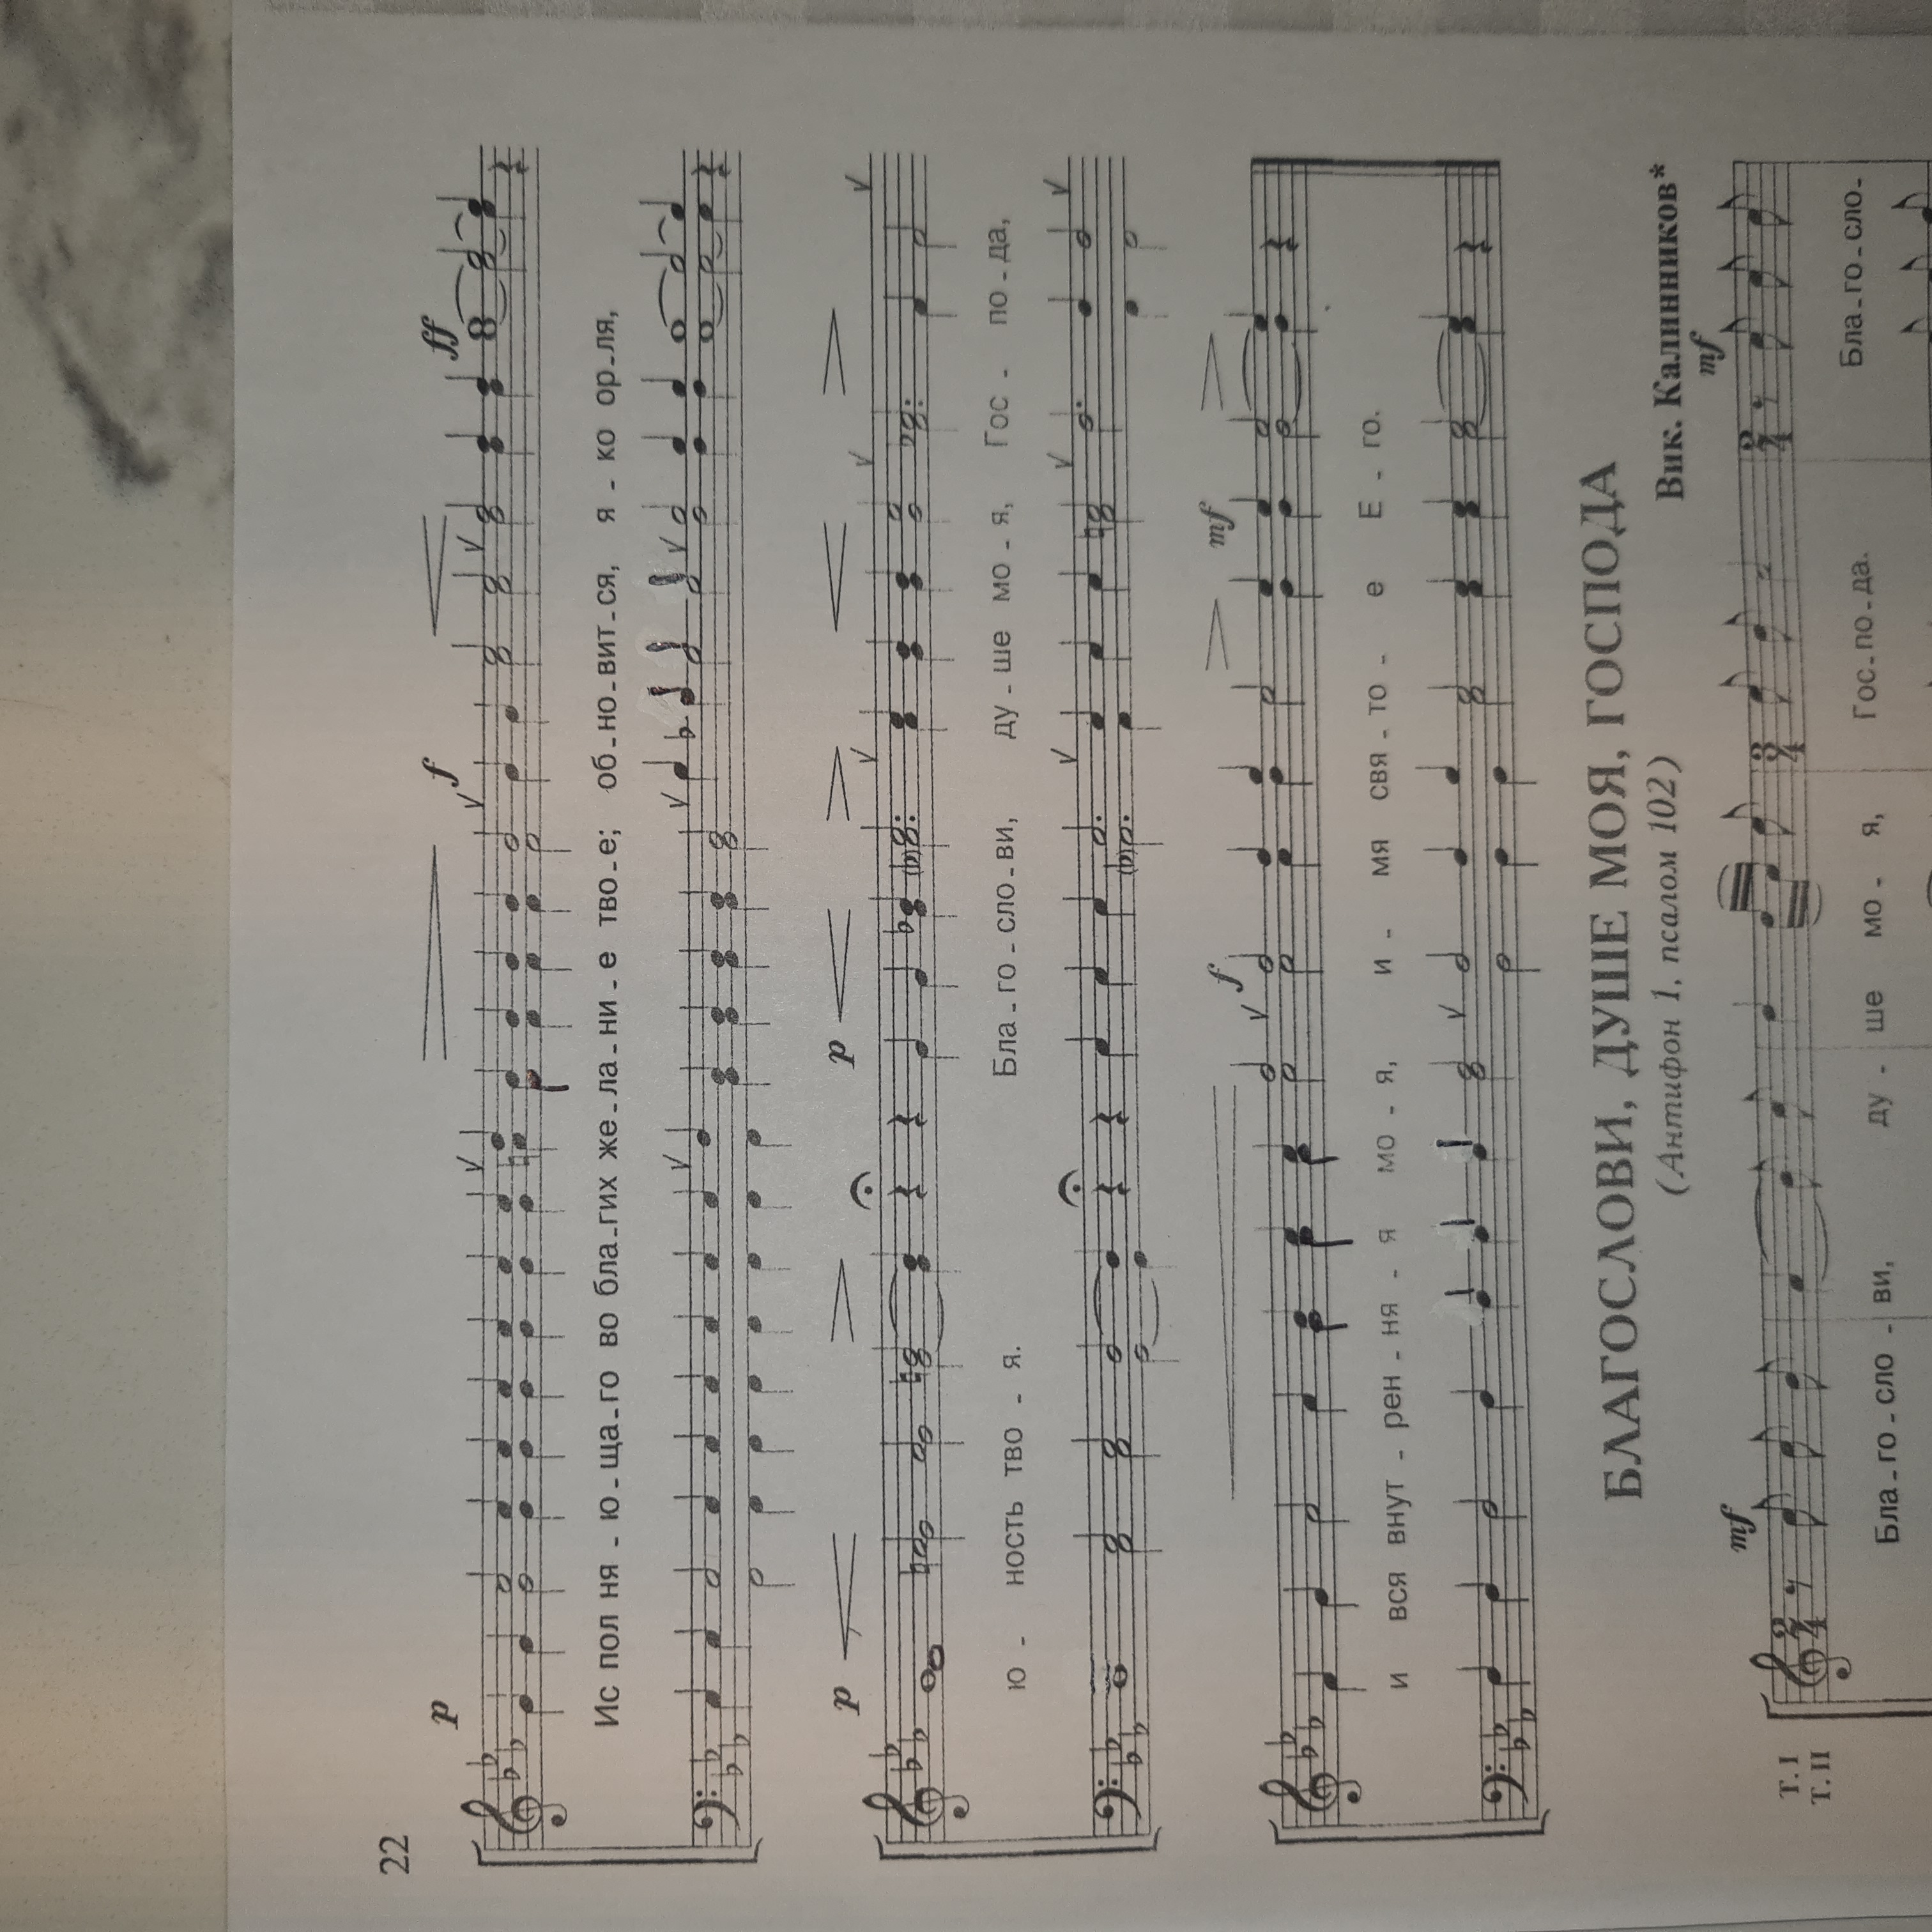 22
p f ff
Ис пол ня - ю-ща-го во бла-гих же-ла-ни-е тво-е; об-но-вит-ся, я - ко ор-ля,
p p
ю - ность тво - я. Бла-го-сло-ви, ду-ше мо-я, Гос - по-да,
f mf
и вся внут - рен-ня - я мо - я, и - мя свя-то - е Е - го.
БЛАГОСЛОВИ, ДУШЕ МОЯ, ГОСПОДА
(Антифон 1, псалом 102)
Вик. Калинников*
mf mf
Т. I
Т. II
2/4 3/4 2/4
Бла-го-сло - ви, ду - ше мо - я, Гос-по-да. Бла-го-сло-